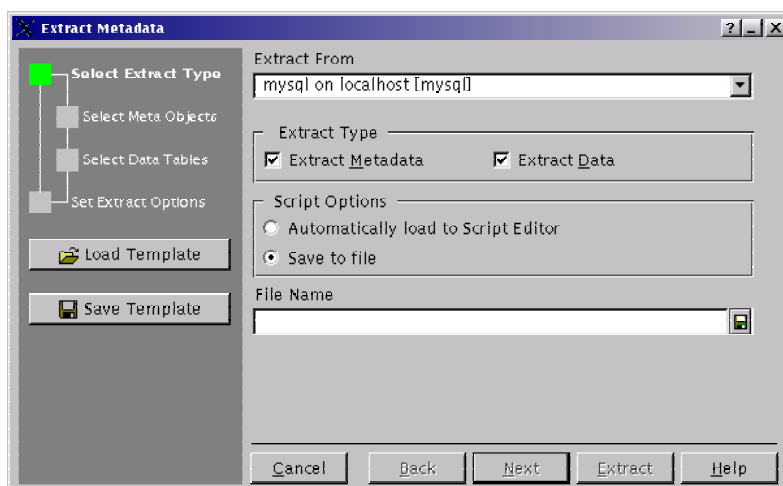 Extract Metadata
Select Extract Type
Select Meta Objects
Select Data Tables
Set Extract Options
Load Template
Save Template
Extract From
mysql on localhost [mysql]
Extract Type
Extract Metadata
Extract Data
Script Options
Automatically load to Script Editor
Save to file
File Name
Cancel
Back
Next
Extract
Help